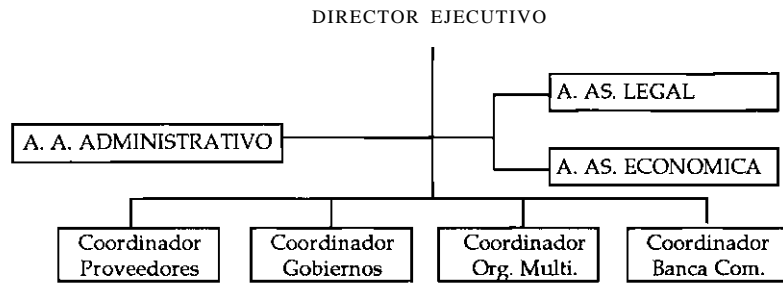 DIRECTOR EJECUTIVO
A. AS. LEGAL
A. A. ADMINISTRATIVO
A. AS. ECONOMICA
Coordinador
Proveedores
Coordinador
Gobiernos
Coordinador
Org. Multi.
Coordinador
Banca Com.